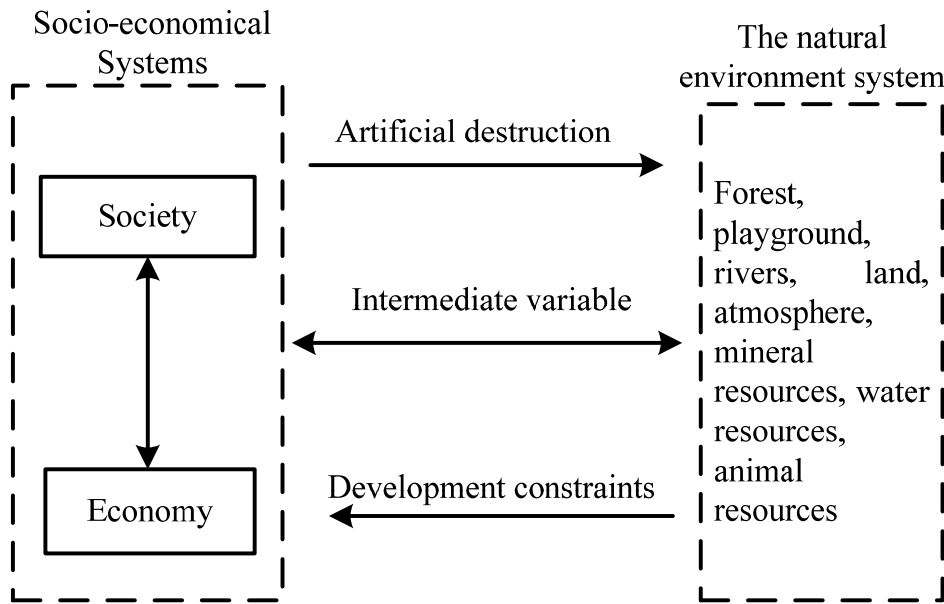 Socio-economical
Systems
The natural
environment system
Artificial destruction
Society
Forest,
playground,
rivers, land,
atmosphere,
mineral
resources, water
resources,
animal
resources
Intermediate variable
Development constraints
Economy